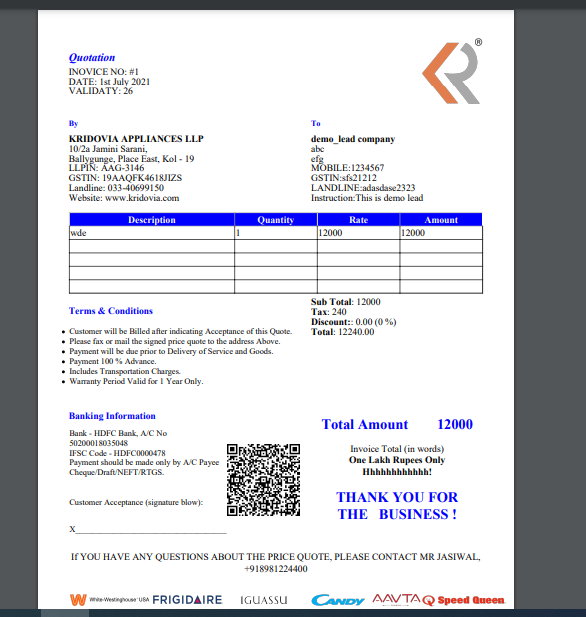 ®
Quotation
INOVICE NO: #1
DATE: 1st July 2021
VALIDATY: 26
By
KRIDOVIA APPLIANCES LLP
10/2a Jamini Sarani,
Ballygunge, Place East, Kol - 19
LLPIN: AAG-3146
GSTIN: 19AAQFK4618JIZS
Landline: 033-40699150
Website: www.kridovia.com
To
demo_lead company
abc
efg
MOBILE:1234567
GSTIN:sfs21212
LANDLINE:adasdase2323
Instruction:This is demo lead
Description Quantity Rate Amount
wde 1 12000 12000
Sub Total: 12000
Tax: 240
Discount:: 0.00 (0 %)
Total: 12240.00
Terms & Conditions
• Customer will be Billed after indicating Acceptance of this Quote.
• Please fax or mail the signed price quote to the address Above.
• Payment will be due prior to Delivery of Service and Goods.
• Payment 100 % Advance.
• Includes Transportation Charges.
• Warranty Period Valid for 1 Year Only.
Banking Information
Bank - HDFC Bank, A/C No
50200018035048
IFSC Code - HDFC0000478
Payment should be made only by A/C Payee
Cheque/Draft/NEFT/RTGS.
Customer Acceptance (signature blow):
X
Total Amount 12000
Invoice Total (in words)
One Lakh Rupees Only
Hhhhhhhhhhh!
THANK YOU FOR
THE BUSINESS !
If YOU HAVE ANY QUESTIONS ABOUT THE PRICE QUOTE, PLEASE CONTACT MR JASIWAL,
+918981224400
White-Westinghouse USA FRIGIDAIRE IGUASSU CANDY AAVTA Speed Queen